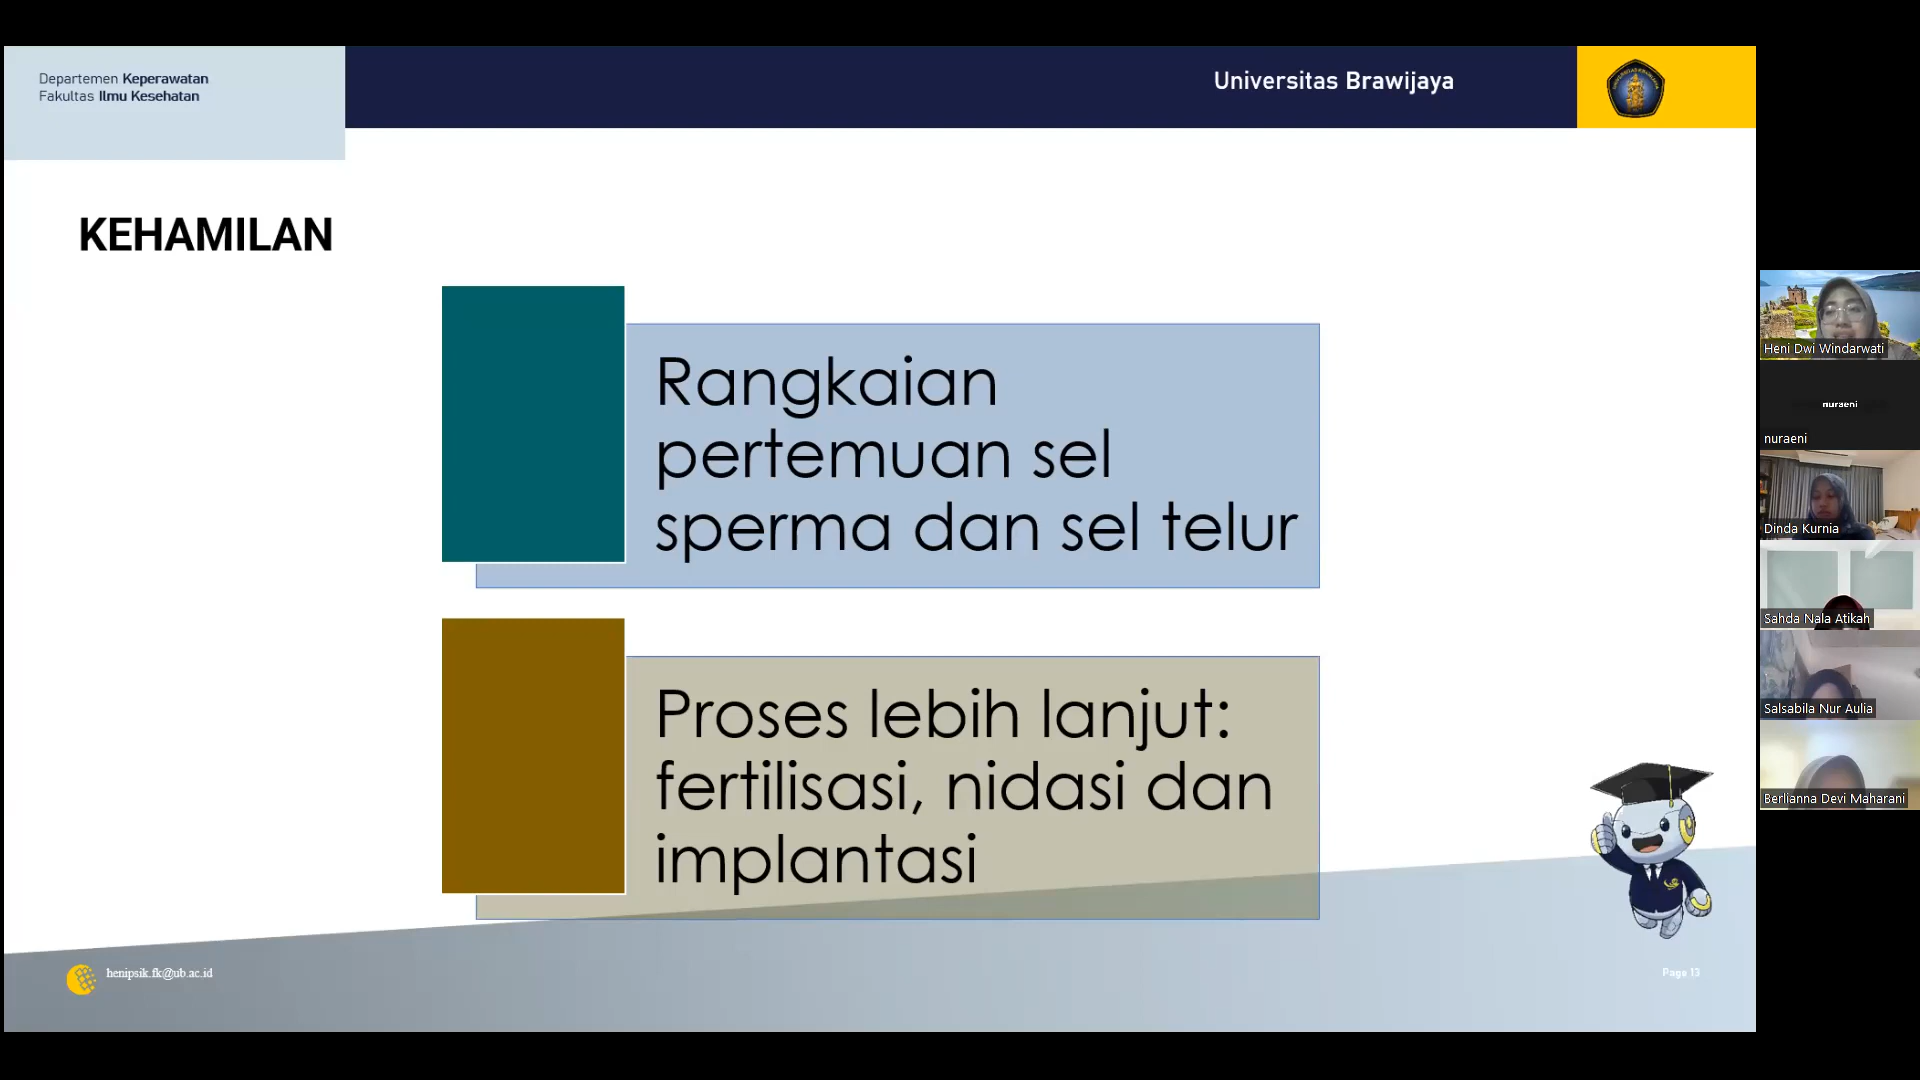 Departemen Keperawatan
Fakultas Ilmu Kesehatan
Universitas Brawijaya
KEHAMILAN
Rangkaian
pertemuan sel
sperma dan sel telur
Proses lebih lanjut:
fertilisasi, nidasi dan
implantasi
henipsik.fk@ub.ac.id
Page 13
Heni Dwi Windarwati
nuraeni
nuraeni
Dinda Kurnia
Sahda Nala Atikah
Salsabila Nur Aulia
Berlianna Devi Maharani